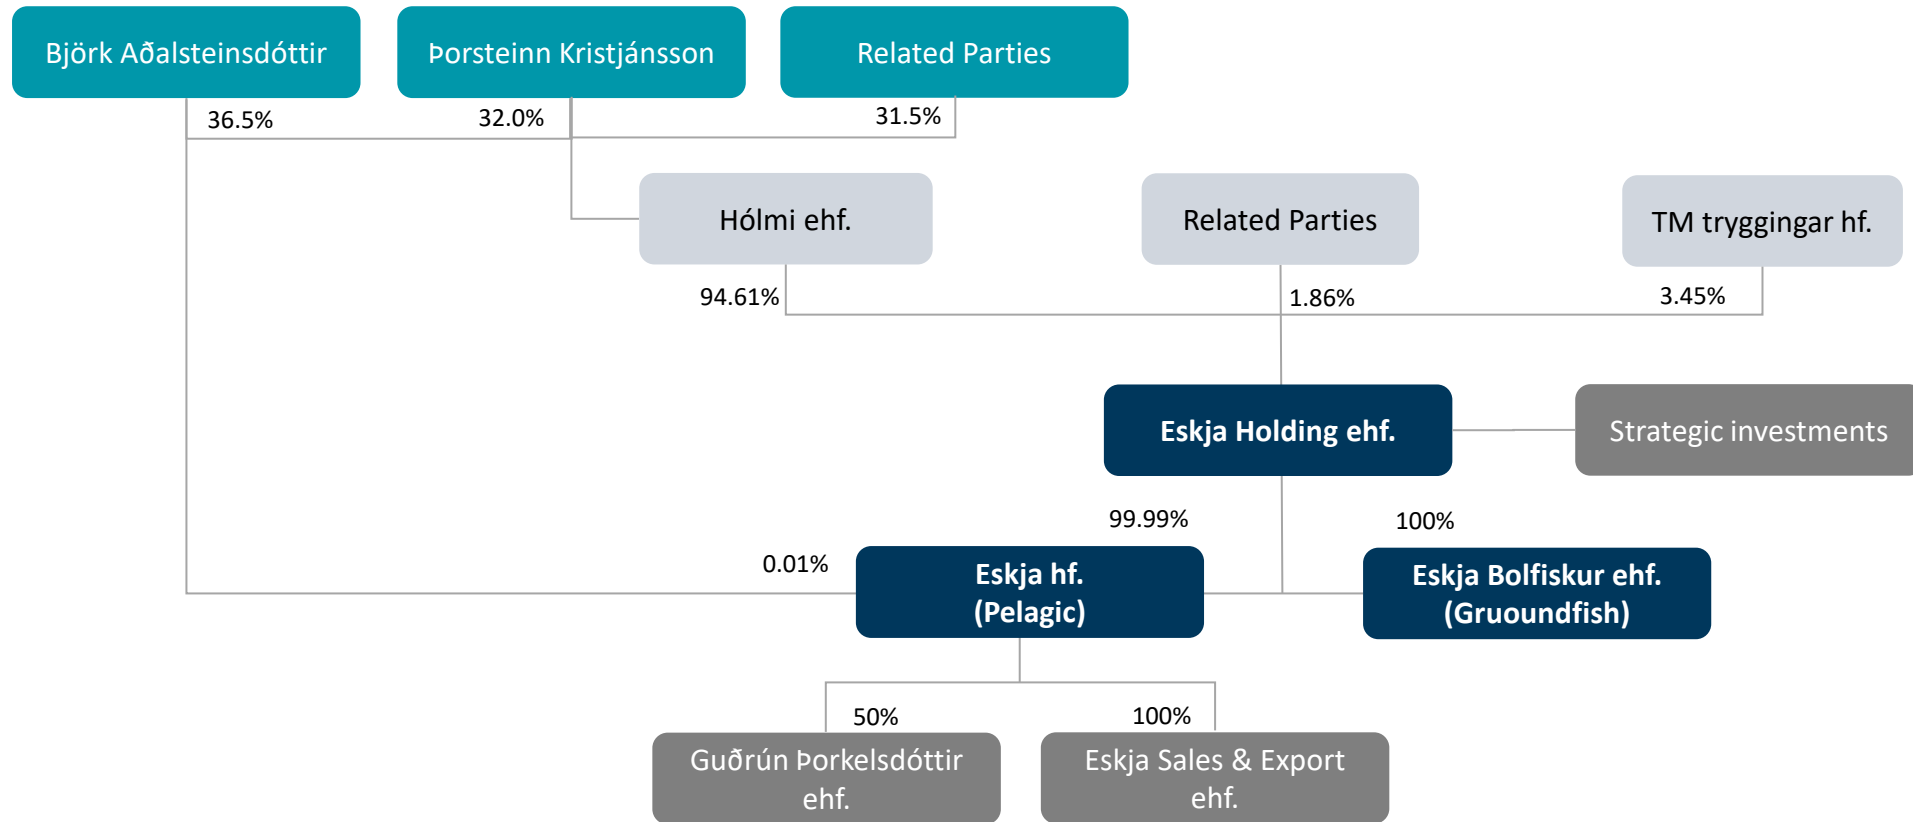 Björk Aðalsteinsdóttir
Þorsteinn Kristjánsson
Related Parties
36.5%
32.0%
31.5%
Hólmi ehf.
Related Parties
TM tryggingar hf.
94.61%
1.86%
3.45%
Eskja Holding ehf.
Strategic investments
99.99%
100%
0.01%
Eskja hf.
(Pelagic)
Eskja Bolfiskur ehf.
(Gruoundfish)
50%
100%
Guðrún Þorkelsdóttir
ehf.
Eskja Sales & Export
ehf.